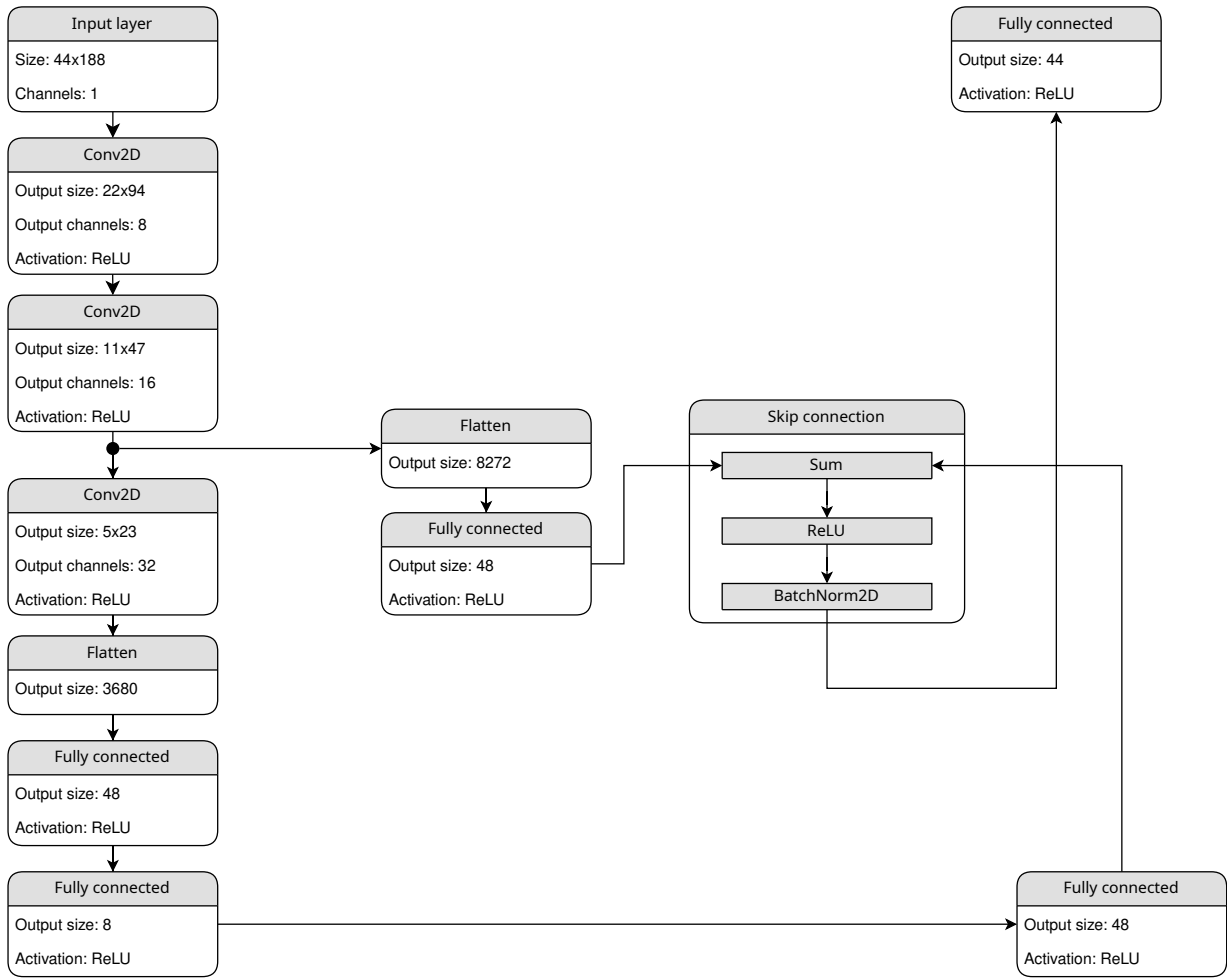 Input layer
Size: 44x188
Channels: 1
Conv2D
Output size: 22x94
Output channels: 8
Activation: ReLU
Conv2D
Output size: 11x47
Output channels: 16
Activation: ReLU
Conv2D
Output size: 5x23
Output channels: 32
Activation: ReLU
Flatten
Output size: 3680
Fully connected
Output size: 48
Activation: ReLU
Fully connected
Output size: 8
Activation: ReLU
Flatten
Output size: 8272
Fully connected
Output size: 48
Activation: ReLU
Skip connection
Sum
ReLU
BatchNorm2D
Fully connected
Output size: 44
Activation: ReLU
Fully connected
Output size: 48
Activation: ReLU